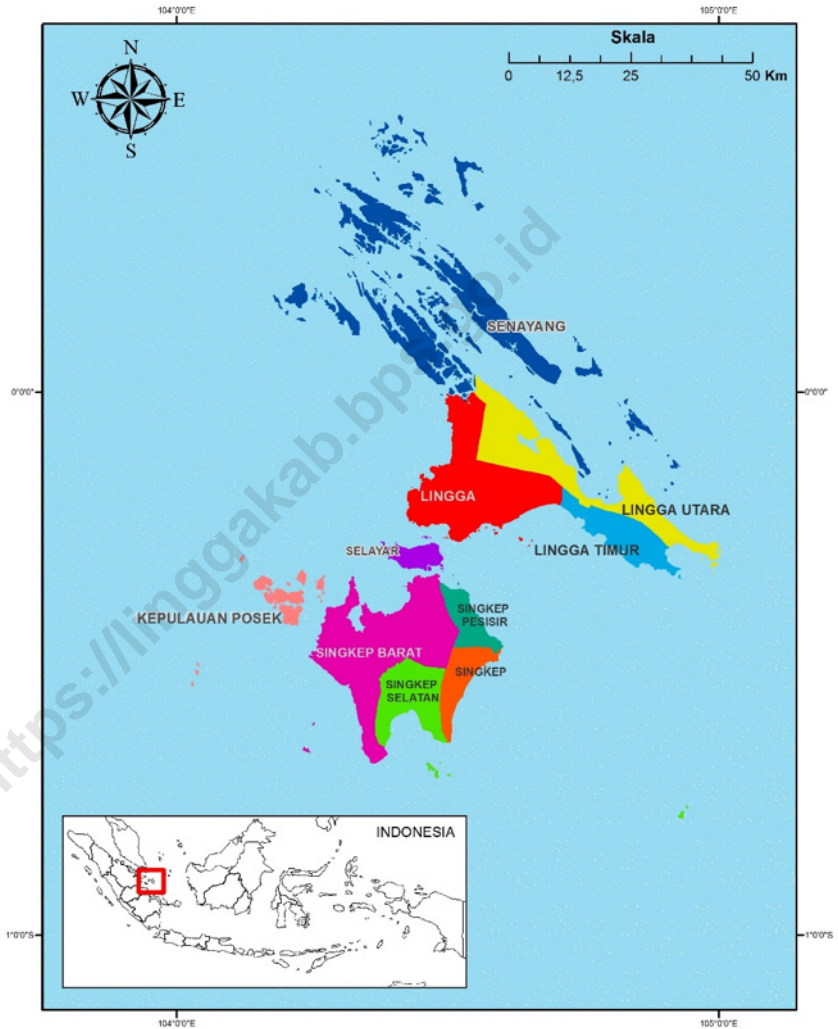 104°0'0"E
105°0'0"E
Skala
0 12,5 25 50 Km
N
W E
S
SENAYANG
0°0'0"
0°0'0"
LINGGA
LINGGA UTARA
LINGGA TIMUR
SELAYAR
KEPULAUAN POSEK
SINGKEP
PESISIR
SINGKEP BARAT
SINGKEP
SINGKEP
SELATAN
INDONESIA
1°0'0"S
1°0'0"S
104°0'0"E
105°0'0"E
https://linggakab.bps.go.id